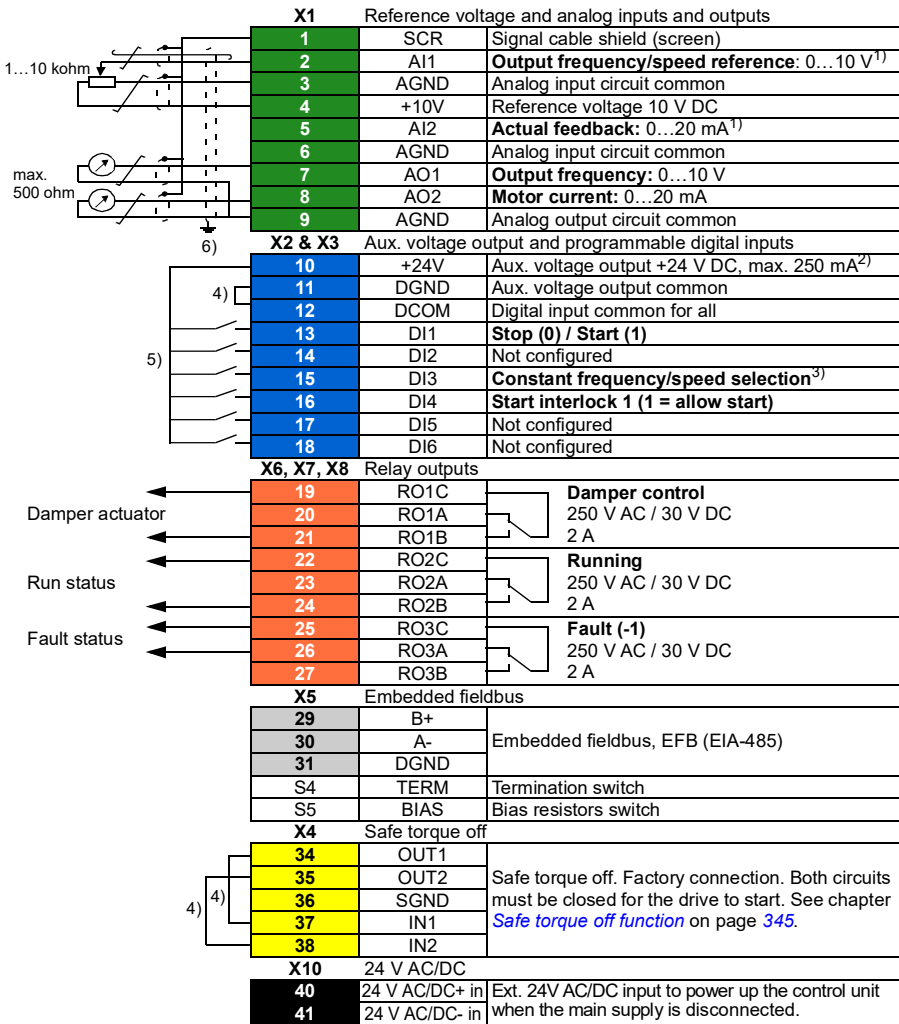 X1 Reference voltage and analog inputs and outputs
1 SCR Signal cable shield (screen)
2 AI1 Output frequency/speed reference: 0…10 V1)
3 AGND Analog input circuit common
4 +10V Reference voltage 10 V DC
5 AI2 Actual feedback: 0…20 mA1)
6 AGND Analog input circuit common
7 AO1 Output frequency: 0…10 V
8 AO2 Motor current: 0…20 mA
9 AGND Analog output circuit common
1…10 kohm
max.
500 ohm
6)
X2 & X3 Aux. voltage output and programmable digital inputs
10 +24V Aux. voltage output +24 V DC, max. 250 mA2)
11 DGND Aux. voltage output common
12 DCOM Digital input common for all
13 DI1 Stop (0) / Start (1)
14 DI2 Not configured
15 DI3 Constant frequency/speed selection3)
16 DI4 Start interlock 1 (1 = allow start)
17 DI5 Not configured
18 DI6 Not configured
4)
5)
X6, X7, X8 Relay outputs
19 RO1C Damper control
20 RO1A 250 V AC / 30 V DC
21 RO1B 2 A
Damper actuator
22 RO2C Running
23 RO2A 250 V AC / 30 V DC
24 RO2B 2 A
Run status
25 RO3C Fault (-1)
26 RO3A 250 V AC / 30 V DC
27 RO3B 2 A
Fault status
X5 Embedded fieldbus
29 B+
30 A- Embedded fieldbus, EFB (EIA-485)
31 DGND
S4 TERM Termination switch
S5 BIAS Bias resistors switch
X4 Safe torque off
34 OUT1
35 OUT2 Safe torque off. Factory connection. Both circuits
36 SGND must be closed for the drive to start. See chapter
37 IN1 Safe torque off function on page 345.
38 IN2
4)
4)
X10 24 V AC/DC
40 24 V AC/DC+ in Ext. 24V AC/DC input to power up the control unit
41 24 V AC/DC- in when the main supply is disconnected.